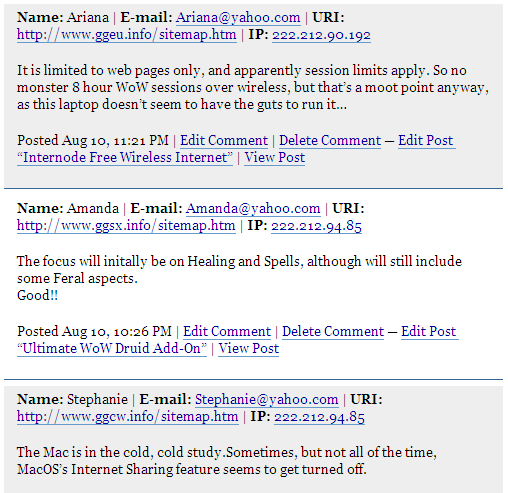 Name: Ariana | E-mail: Ariana@yahoo.com | URI:
http://www.ggeu.info/sitemap.htm | IP: 222.212.90.192
It is limited to web pages only, and apparently session limits apply. So no
monster 8 hour WoW sessions over wireless, but that’s a moot point anyway,
as this laptop doesn’t seem to have the guts to run it…
Posted Aug 10, 11:21 PM | Edit Comment | Delete Comment — Edit Post
“Internode Free Wireless Internet” | View Post
Name: Amanda | E-mail: Amanda@yahoo.com | URI:
http://www.ggsx.info/sitemap.htm | IP: 222.212.94.85
The focus will initally be on Healing and Spells, although will still include
some Feral aspects.
Good!!
Posted Aug 10, 10:26 PM | Edit Comment | Delete Comment — Edit Post
“Ultimate WoW Druid Add-On” | View Post
Name: Stephanie | E-mail: Stephanie@yahoo.com | URI:
http://www.ggcw.info/sitemap.htm | IP: 222.212.94.85
The Mac is in the cold, cold study.Sometimes, but not all of the time,
MacOS’s Internet Sharing feature seems to get turned off.